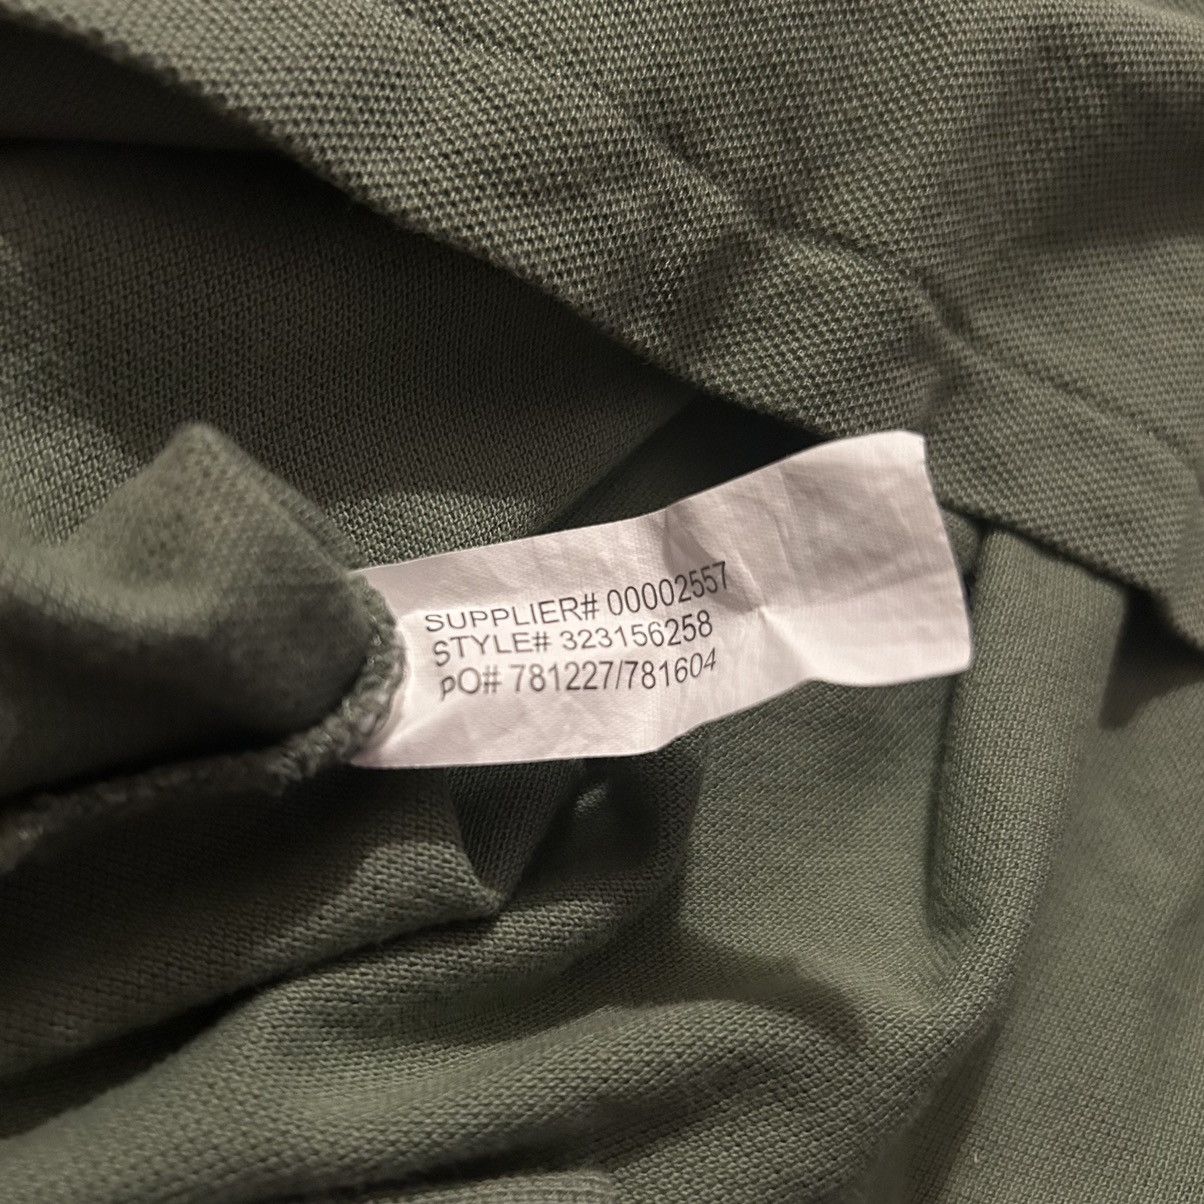 SUPPLIER# 00002557
STYLE# 323156258
PO# 781227/781604